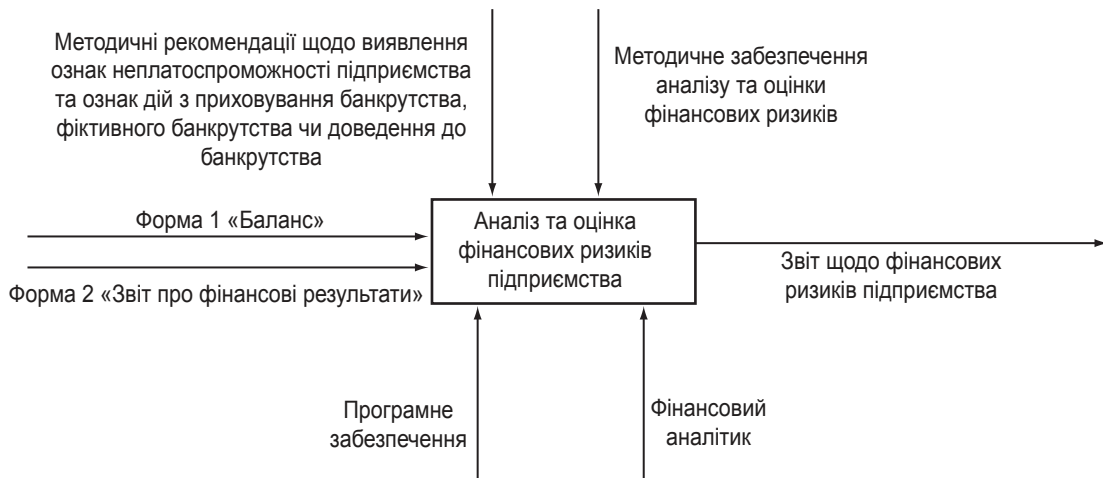 Методичні рекомендації щодо виявлення
ознак неплатоспроможності підприємства
та ознак дій з приховування банкрутства,
фіктивного банкрутства чи доведення до
банкрутства
Методичне забезпечення
аналізу та оцінки
фінансових ризиків
Форма 1 «Баланс»
Форма 2 «Звіт про фінансові результати»
Аналіз та оцінка
фінансових ризиків
підприємства
Звіт щодо фінансових
ризиків підприємства
Програмне
забезпечення
Фінансовий
аналітик